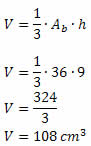 V = 1/3 · A_b · h
V = 1/3 · 36 · 9
V = 324/3
V = 108 cm³